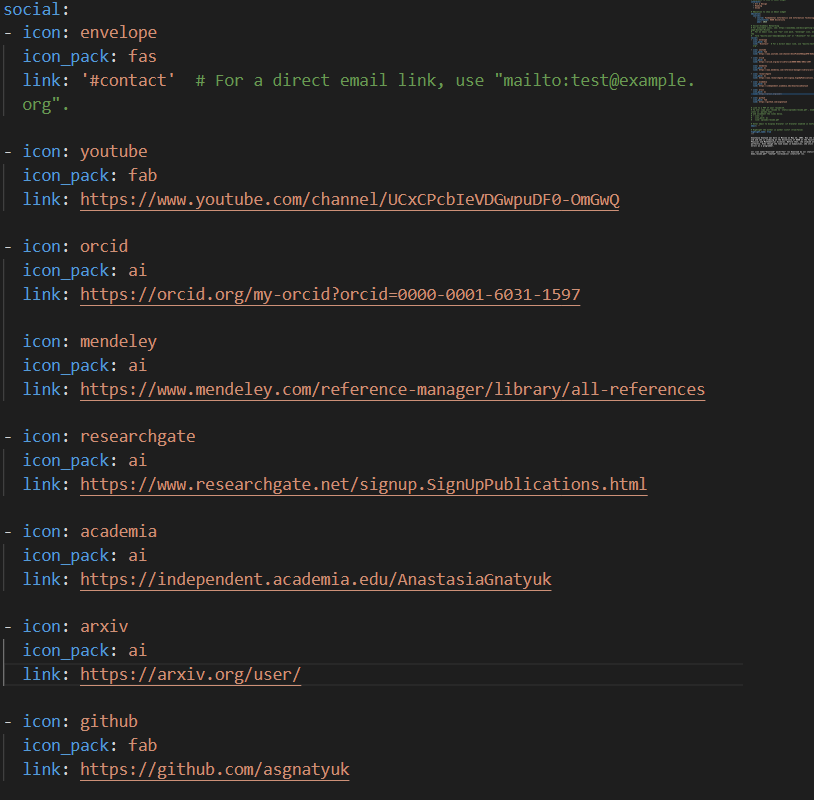 social:
- icon: envelope
icon_pack: fas
link: '#contact'  # For a direct email link, use "mailto:test@example.
org".
- icon: youtube
icon_pack: fab
link: https://www.youtube.com/channel/UCxCPcbIeVDGwpuDF0-OmGwQ
- icon: orcid
icon_pack: ai
link: https://orcid.org/my-orcid?orcid=0000-0001-6031-1597
icon: mendeley
icon_pack: ai
link: https://www.mendeley.com/reference-manager/library/all-references
- icon: researchgate
icon_pack: ai
link: https://www.researchgate.net/signup.SignUpPublications.html
- icon: academia
icon_pack: ai
link: https://independent.academia.edu/AnastasiaGnatyuk
- icon: arxiv
icon_pack: ai
link: https://arxiv.org/user/
- icon: github
icon_pack: fab
link: https://github.com/asgnatyuk